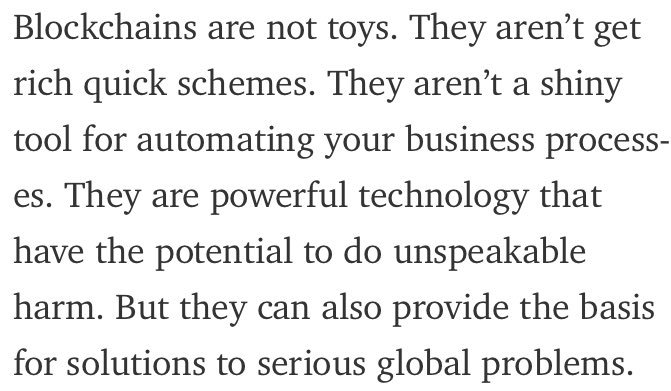 Blockchains are not toys. They aren’t get
rich quick schemes. They aren’t a shiny
tool for automating your business process-
es. They are powerful technology that
have the potential to do unspeakable
harm. But they can also provide the basis
for solutions to serious global problems.